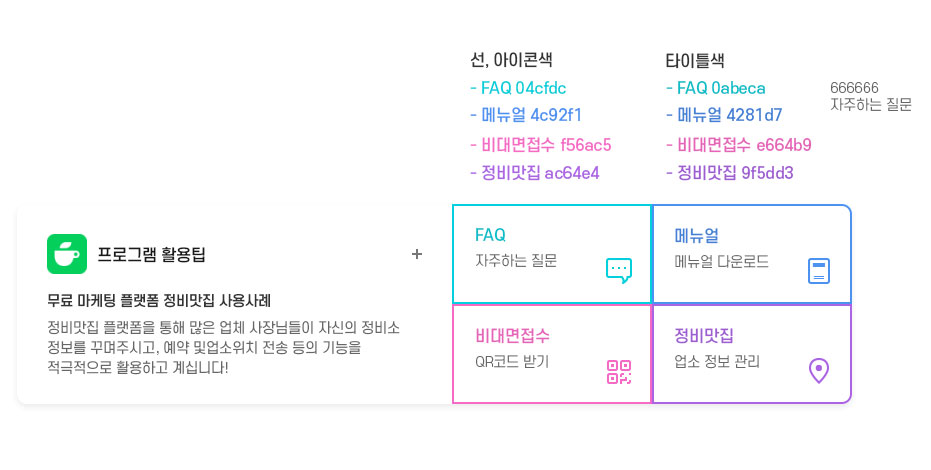 선, 아이콘색
- FAQ 04cfdc
- 메뉴얼 4c92f1
- 비대면접수 f56ac5
- 정비맛집 ac64e4
타이틀색
- FAQ 0abeca
- 메뉴얼 4281d7
- 비대면접수 e664b9
- 정비맛집 9f5dd3
666666
자주하는 질문
프로그램 활용팁
+
무료 마케팅 플랫폼 정비맛집 사용사례
정비맛집 플랫폼을 통해 많은 업체 사장님들이 자신의 정비소
정보를 꾸며주시고, 예약 및업소위치 전송 등의 기능을
적극적으로 활용하고 계십니다!
FAQ
자주하는 질문
메뉴얼
메뉴얼 다운로드
비대면접수
QR코드 받기
정비맛집
업소 정보 관리